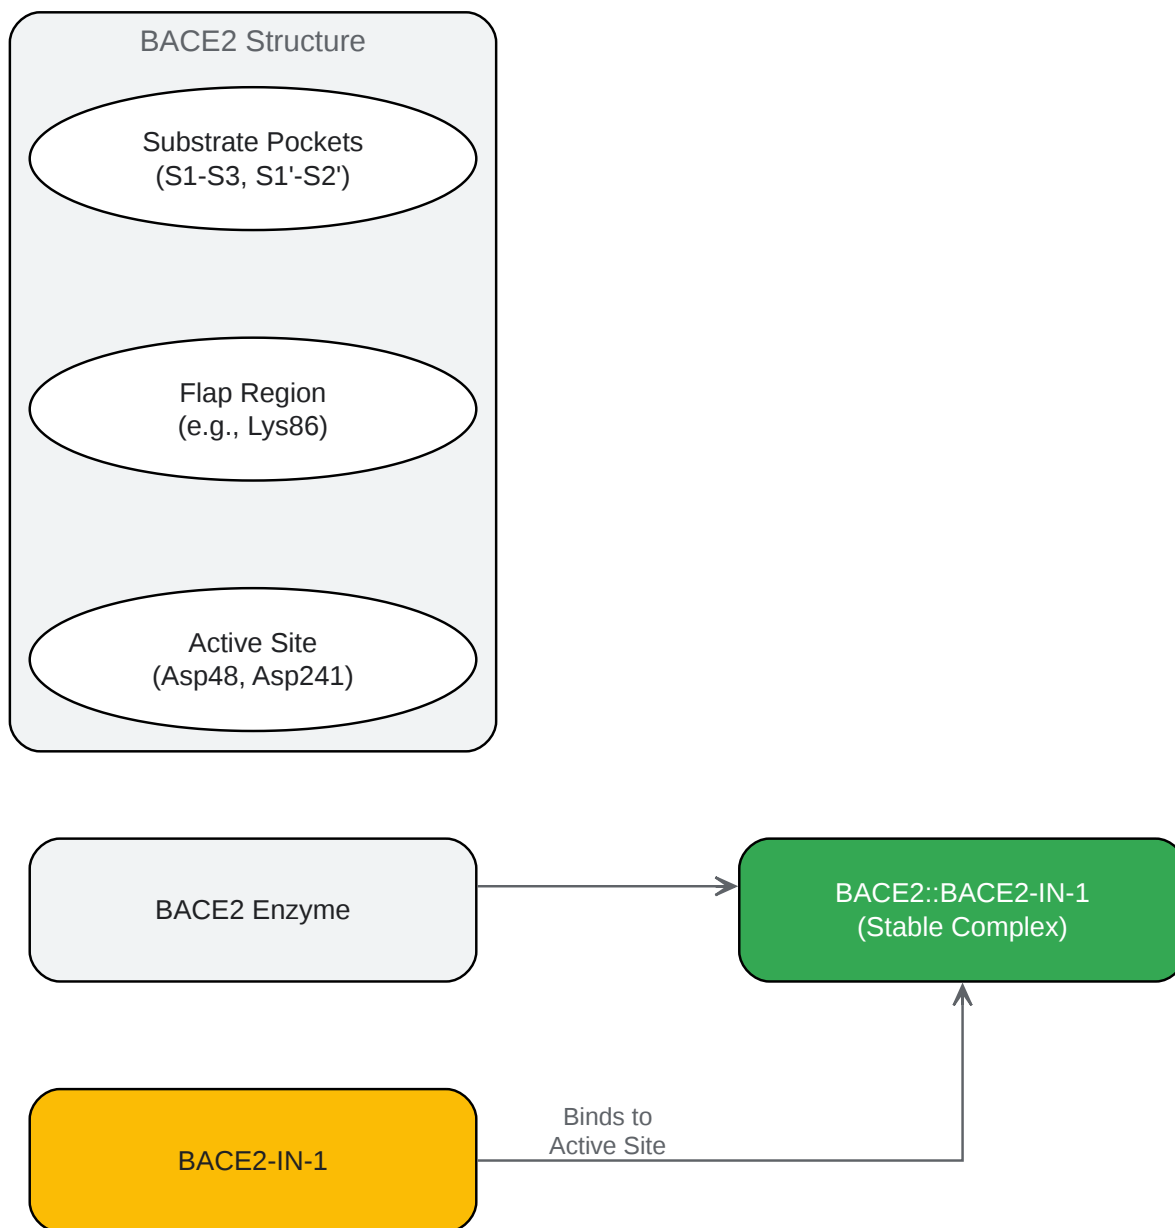 BACE2 Structure
Substrate Pockets
(S1-S3, S1'-S2')
Flap Region
(e.g., Lys86)
Active Site
(Asp48, Asp241)
BACE2 Enzyme
BACE2::BACE2-IN-1
(Stable Complex)
Binds to
Active Site
BACE2-IN-1